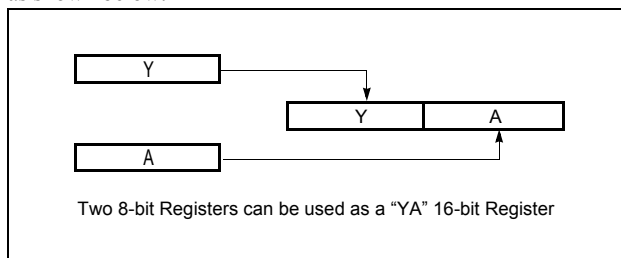 Y
Y A
A
Two 8-bit Registers can be used as a “YA” 16-bit Register